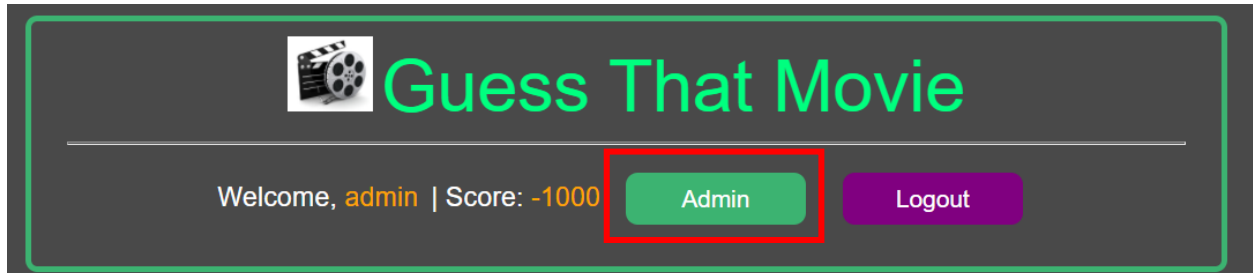 Guess That Movie
Welcome, admin | Score: -1000 Admin Logout